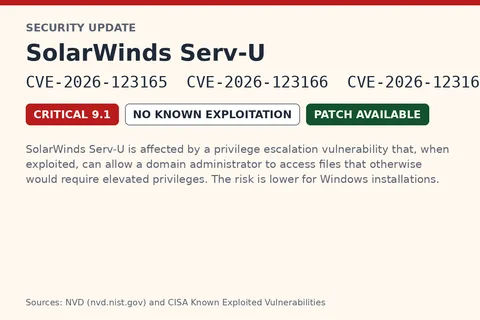 SECURITY UPDATE
SolarWinds Serv-U
CVE-2026-123165 CVE-2026-123166 CVE-2026-12316
CRITICAL 9.1 NO KNOWN EXPLOITATION PATCH AVAILABLE
SolarWinds Serv-U is affected by a privilege escalation vulnerability that, when
exploited, can allow a domain administrator to access files that otherwise
would require elevated privileges. The risk is lower for Windows installations.
Sources: NVD (nvd.nist.gov) and CISA Known Exploited Vulnerabilities